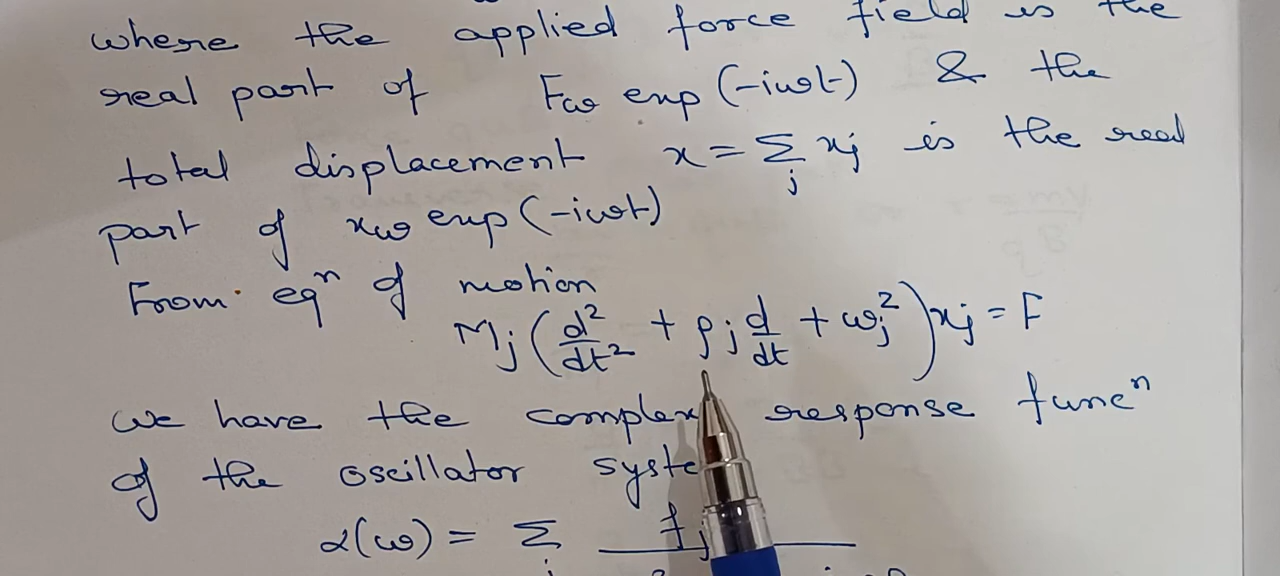 where the applied force field is the
real part of Fω exp (-iωt) & the
total displacement x = Σj xj is the real
part of xω exp (-iωt)
From eqⁿ of motion
Mj (d²/dt² + ρj d/dt + ωj²) xj = F
we have the complex response funcⁿ
of the oscillator syste
α(ω) = Σj fj